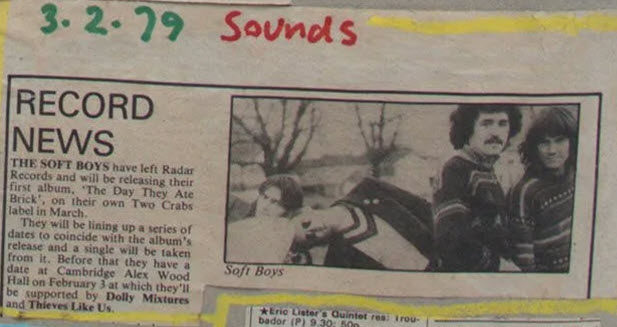 3.2.79 Sounds
RECORD
NEWS
THE SOFT BOYS have left Radar
Records and will be releasing their
first album, 'The Day They Ate
Brick', on their own Two Crabs
label in March.
They will be lining up a series of
dates to coincide with the album's
release and a single will be taken
from it. Before that they have a
date at Cambridge Alex Wood
Hall on February 3 at which they'll
be supported by Dolly Mixtures
and Thieves Like Us.
Soft Boys
★Eric Lister's Quintet res: Trou-
bador (P) 9.30: 50p